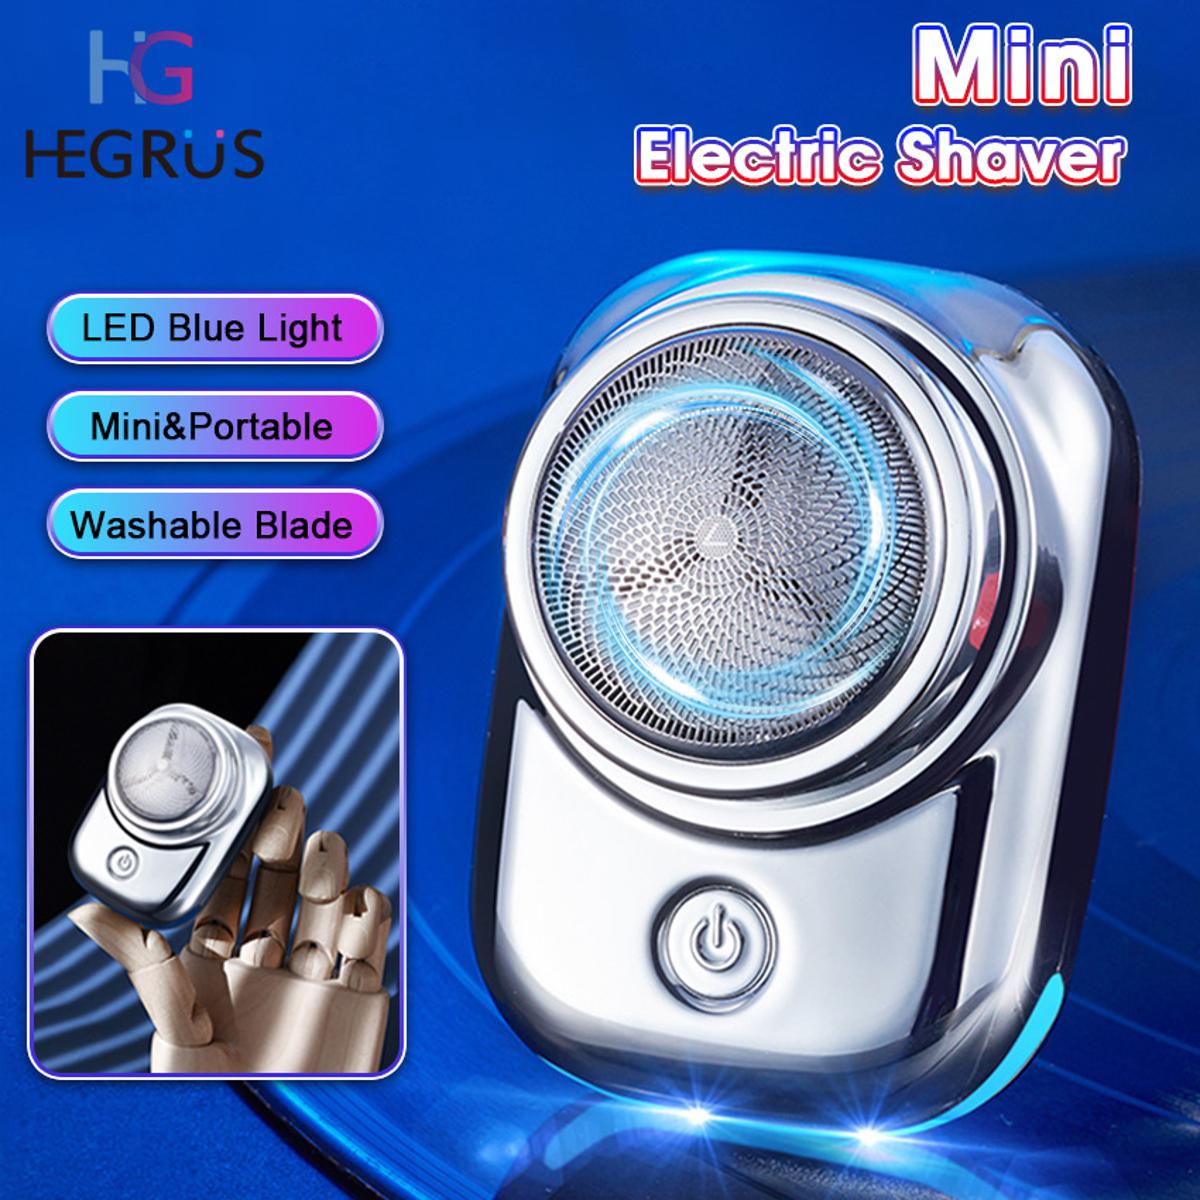 HG
HEGRUS
Mini
Electric Shaver
LED Blue Light
Mini&Portable
Washable Blade